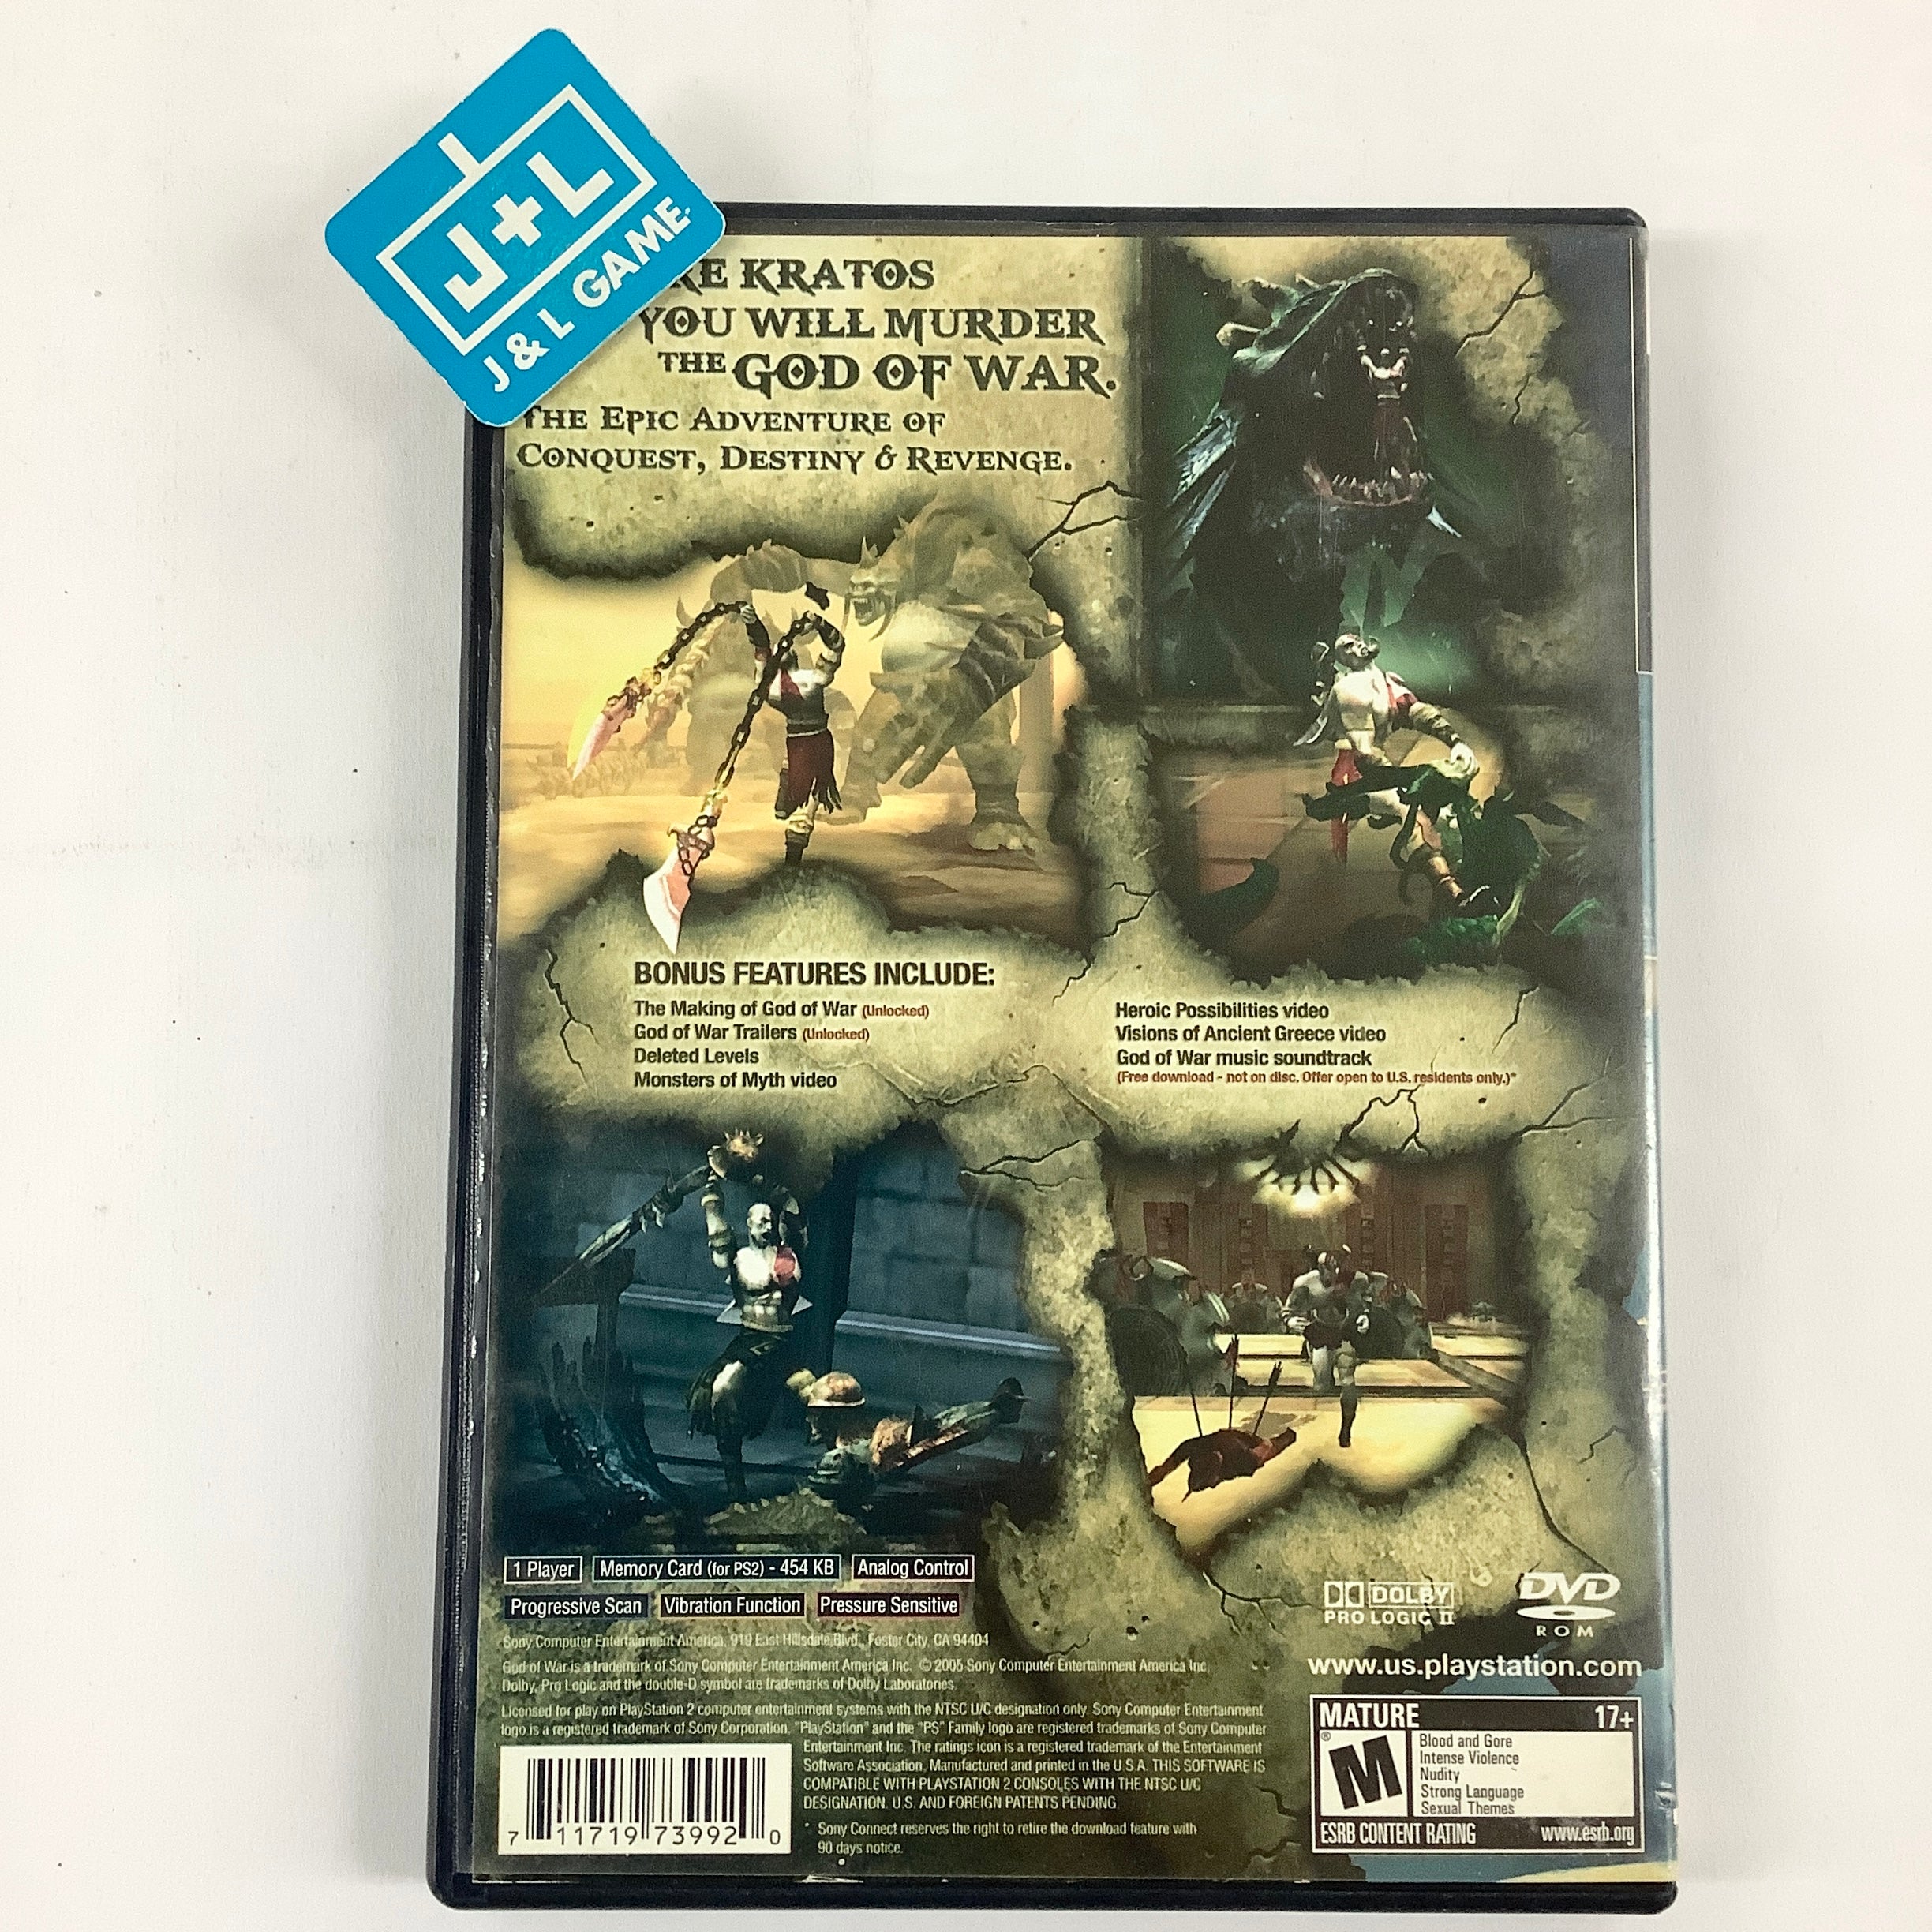 J+L
J & L GAME
RE KRATOS
YOU WILL MURDER
THE GOD OF WAR.
THE EPIC ADVENTURE OF
CONQUEST, DESTINY & REVENGE.
BONUS FEATURES INCLUDE:
The Making of God of War (Unlocked)
God of War Trailers (Unlocked)
Deleted Levels
Monsters of Myth video
Heroic Possibilities video
Visions of Ancient Greece video
God of War music soundtrack
(Free download - not on disc. Offer open to U.S. residents only.)*
1 Player Memory Card (for PS2) - 454 KB Analog Control
Progressive Scan Vibration Function Pressure Sensitive
DOLBY
PRO LOGIC II
DVD
ROM
Sony Computer Entertainment America, 919 East Hillsdale Blvd., Foster City, CA 94404
God of War is a trademark of Sony Computer Entertainment America Inc. © 2005 Sony Computer Entertainment America Inc.
Dolby, Pro Logic and the double-D symbol are trademarks of Dolby Laboratories.
www.us.playstation.com
Licensed for play on PlayStation 2 computer entertainment systems with the NTSC U/C designation only. Sony Computer Entertainment
logo is a registered trademark of Sony Corporation. "PlayStation" and the "PS" Family logo are registered trademarks of Sony Computer
Entertainment Inc. The ratings icon is a registered trademark of the Entertainment
Software Association. Manufactured and printed in the U.S.A. THIS SOFTWARE IS
COMPATIBLE WITH PLAYSTATION 2 CONSOLES WITH THE NTSC U/C
DESIGNATION. U.S. AND FOREIGN PATENTS PENDING.
* Sony Connect reserves the right to retire the download feature with
90 days notice.
7 11719 73992 0
MATURE 17+
M
®
Blood and Gore
Intense Violence
Nudity
Strong Language
Sexual Themes
ESRB CONTENT RATING www.esrb.org